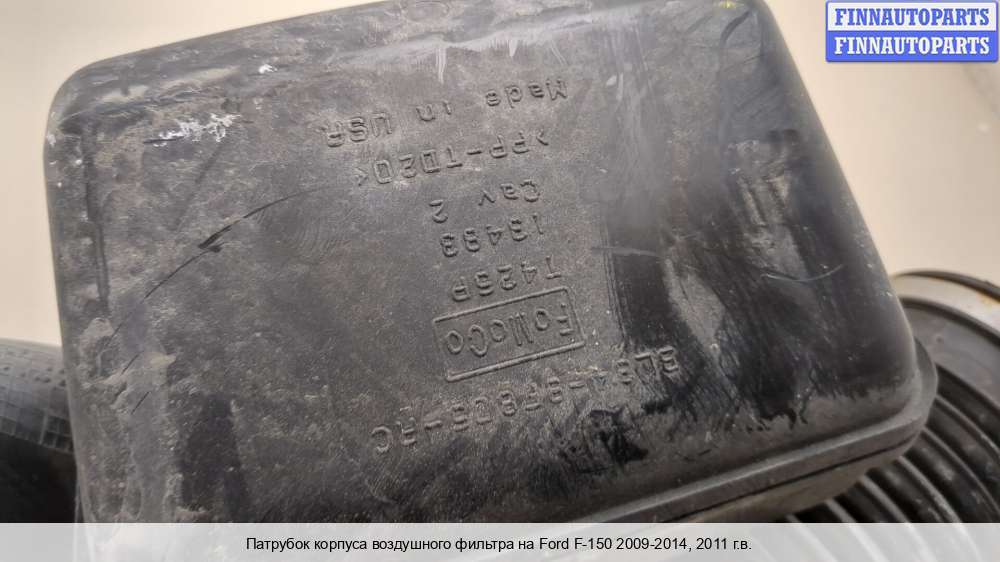 FINNAUTOPARTS
FINNAUTOPARTS
BL34-9F805-AC
FoMoCo
7425P
13493
Cav 2
>PP-TD20<
Made in USA
Патрубок корпуса воздушного фильтра на Ford F-150 2009-2014, 2011 г.в.